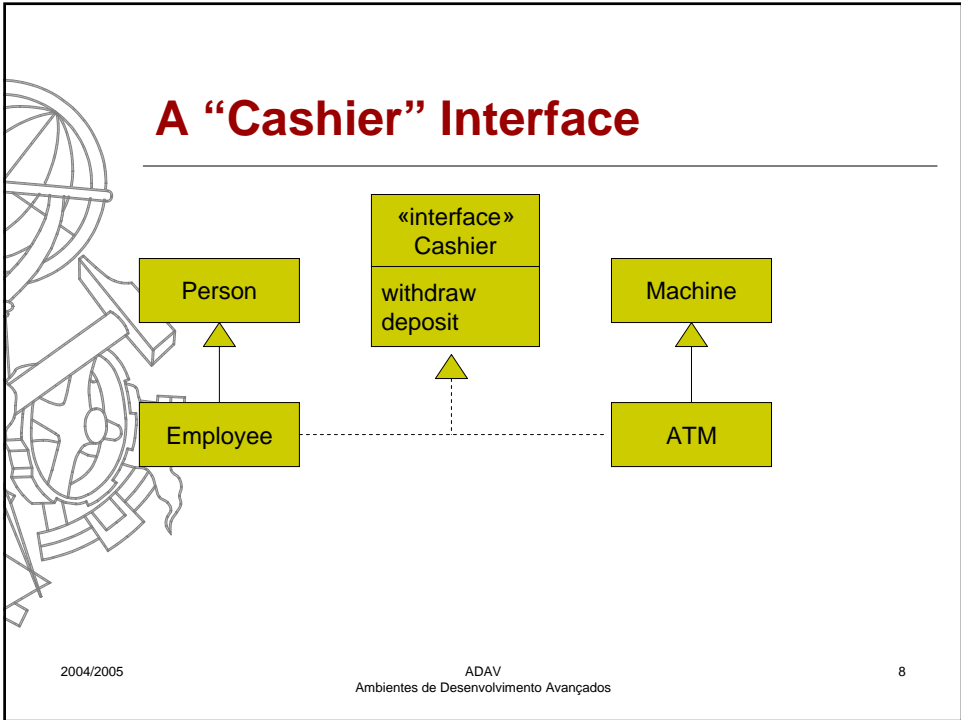 A “Cashier” Interface
«interface»
Cashier
withdraw
deposit
Person
Machine
Employee
ATM
2004/2005
ADAV
Ambientes de Desenvolvimento Avançados
8